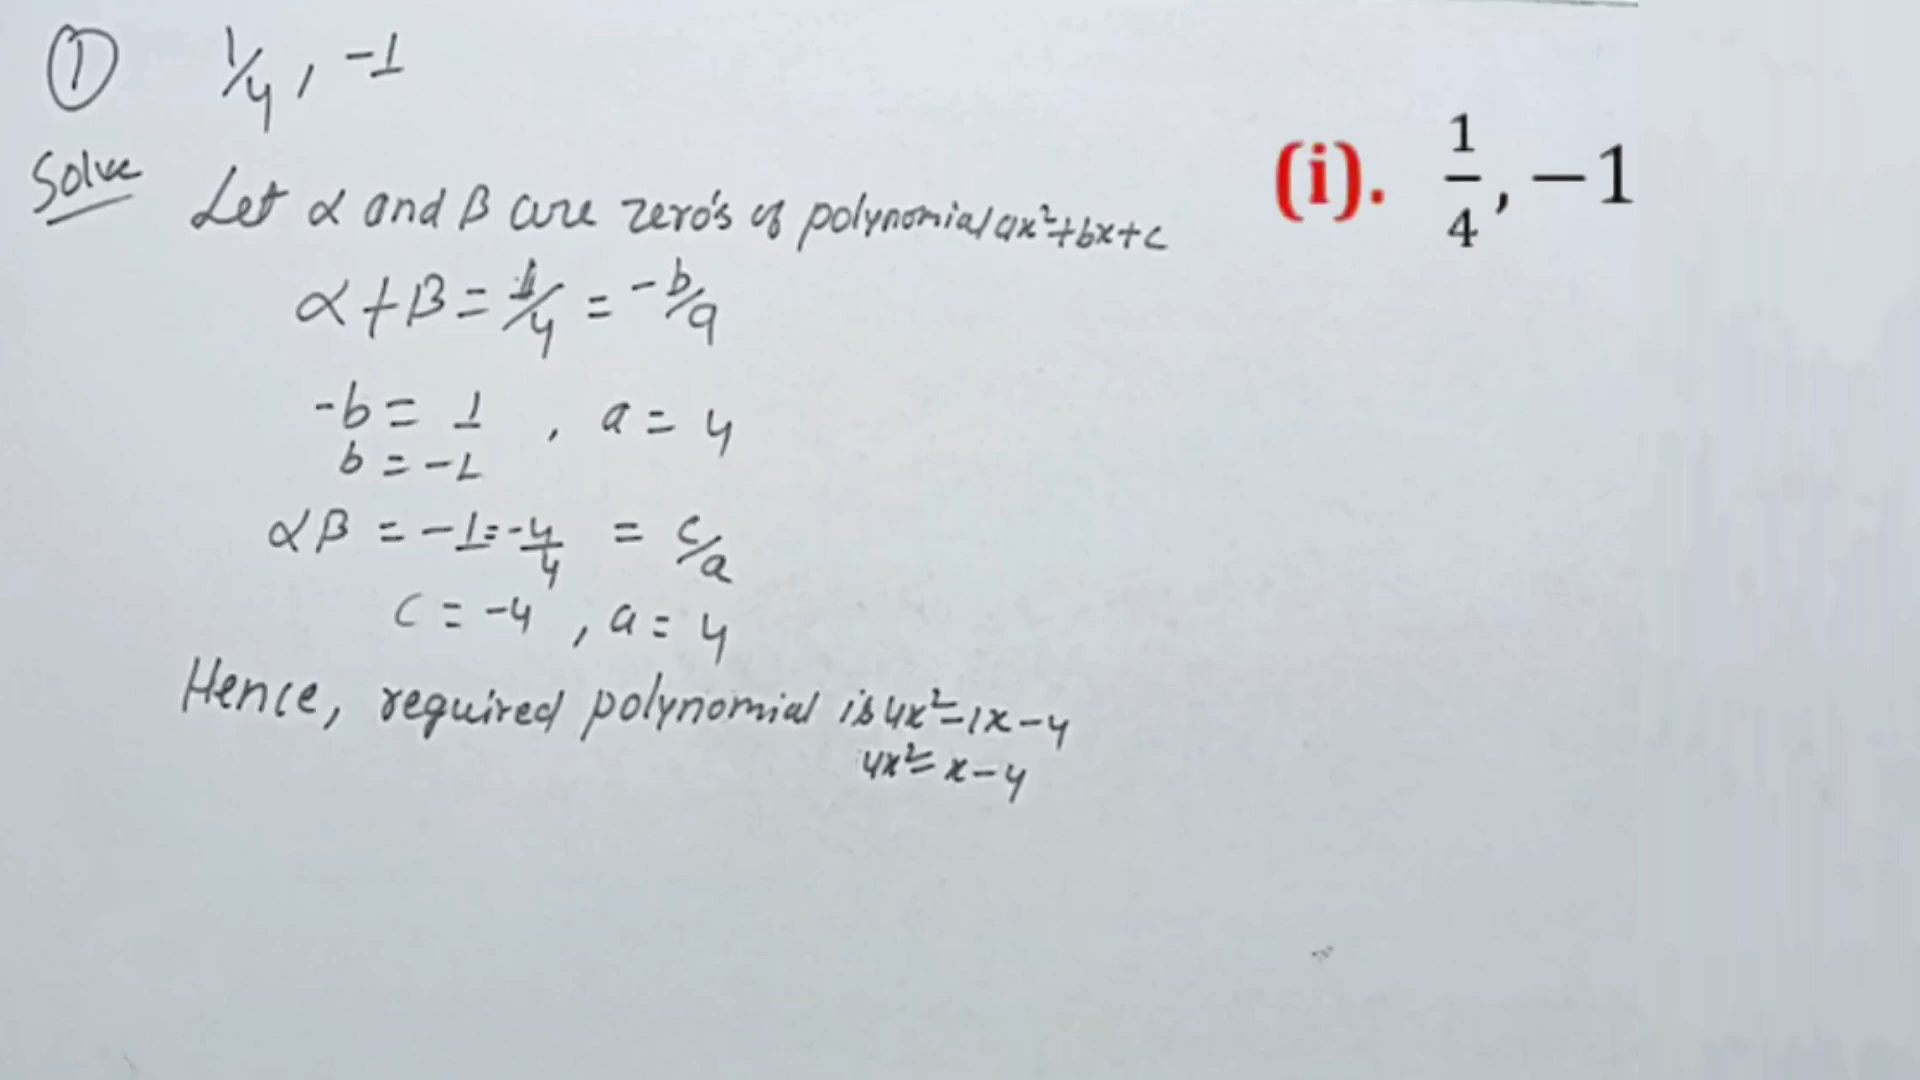 ① 1/4, -1
Solve
Let α and β are zero's of polynomial ax²+bx+c
α+β = 1/4 = -b/a
-b = 1 , a = 4
b = -1
αβ = -1 = -4/4 = c/a
c = -4 , a = 4
Hence, required polynomial is 4x²-1x-4
4x²-x-4
(i). 1/4, -1